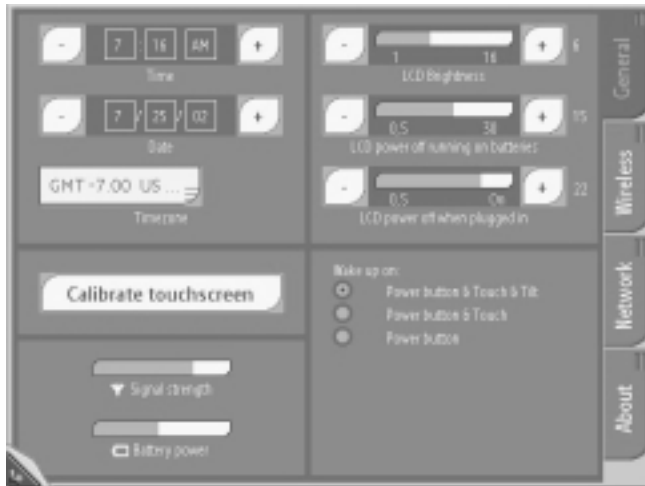 - 7 : 16 AM +
Time
- 7 / 25 / 02 +
Date
GMT -7.00 US ...
Timezone
- 1 16 + 6
LCD Brightness
- 0,5 30 + 15
LCD power off running on batteries
- 0,5 On + 22
LCD power off when plugged in
Calibrate touchscreen
Wake up on:
Power button & Touch & Tilt
Power button & Touch
Power button
Signal strength
Battery power
General
Wireless
Network
About